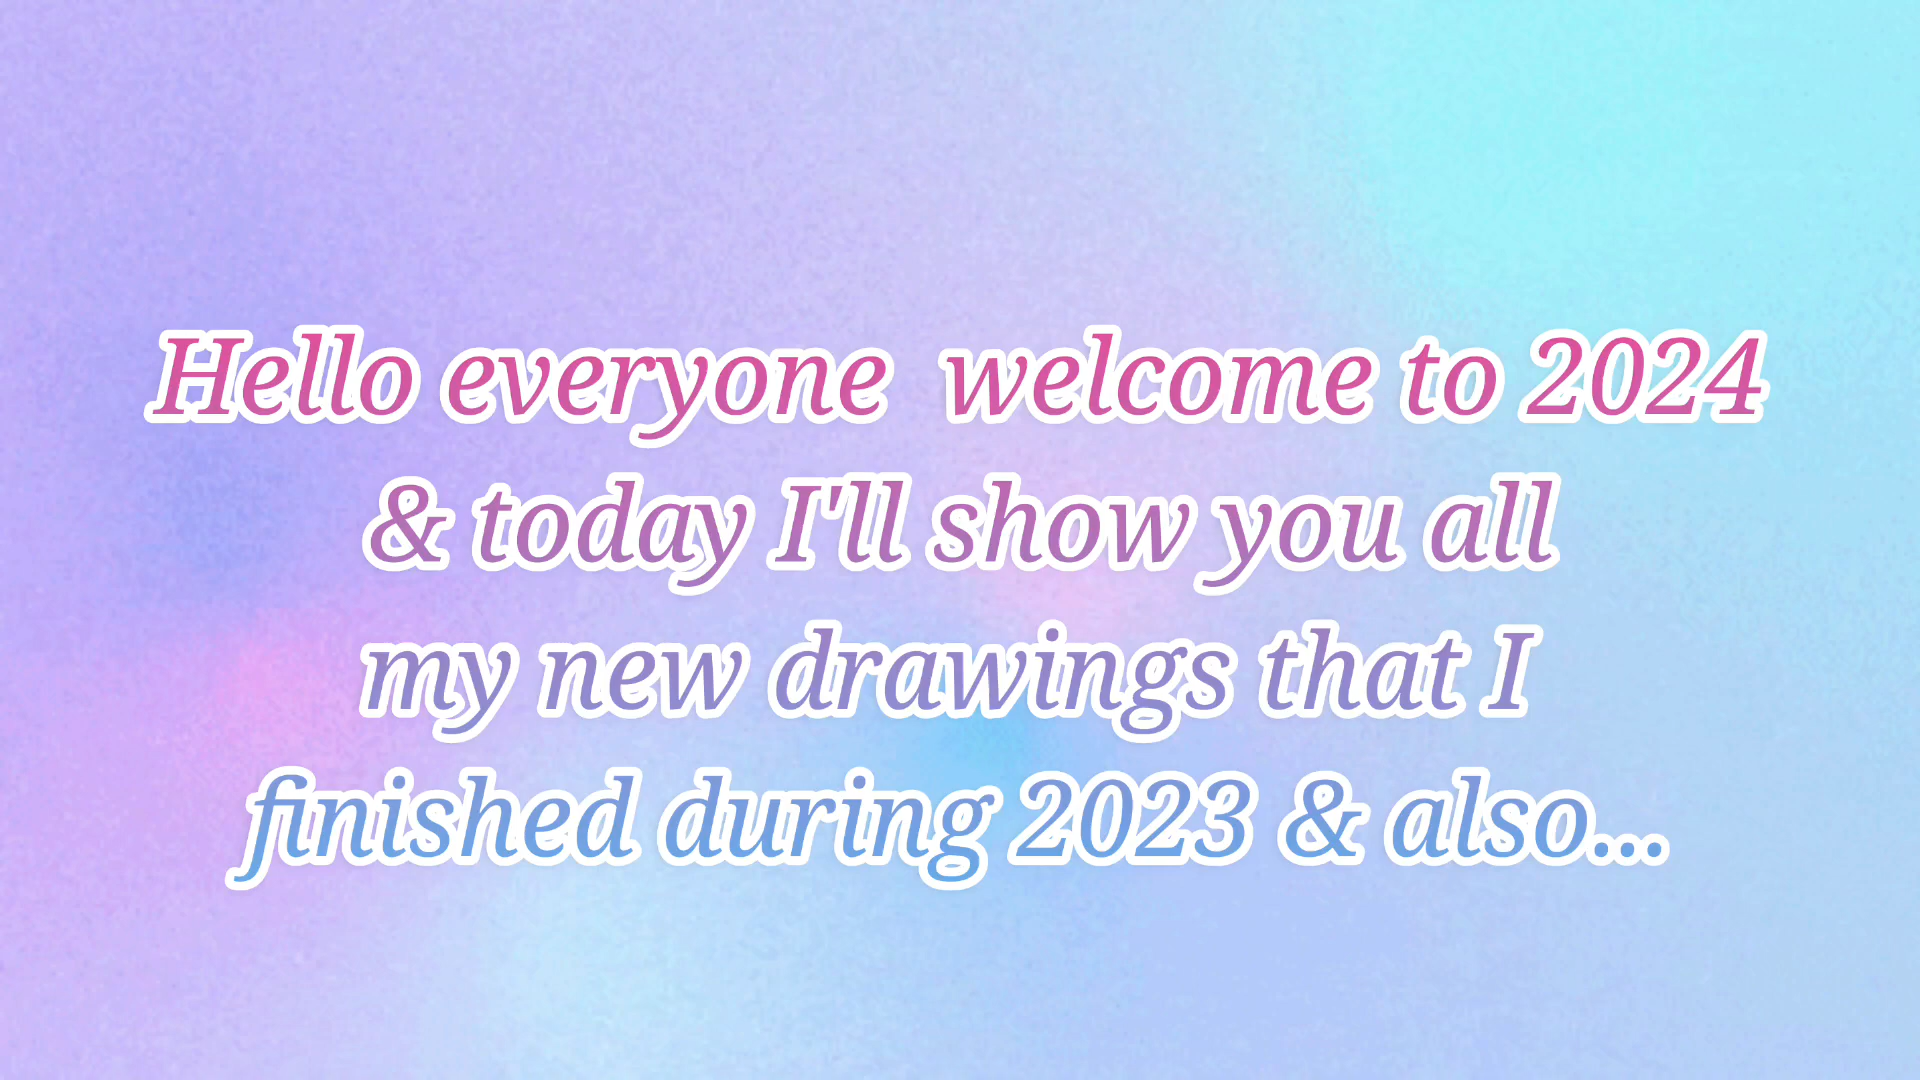 Hello everyone  welcome to 2024
& today I'll show you all
my new drawings that I
finished during 2023 & also...